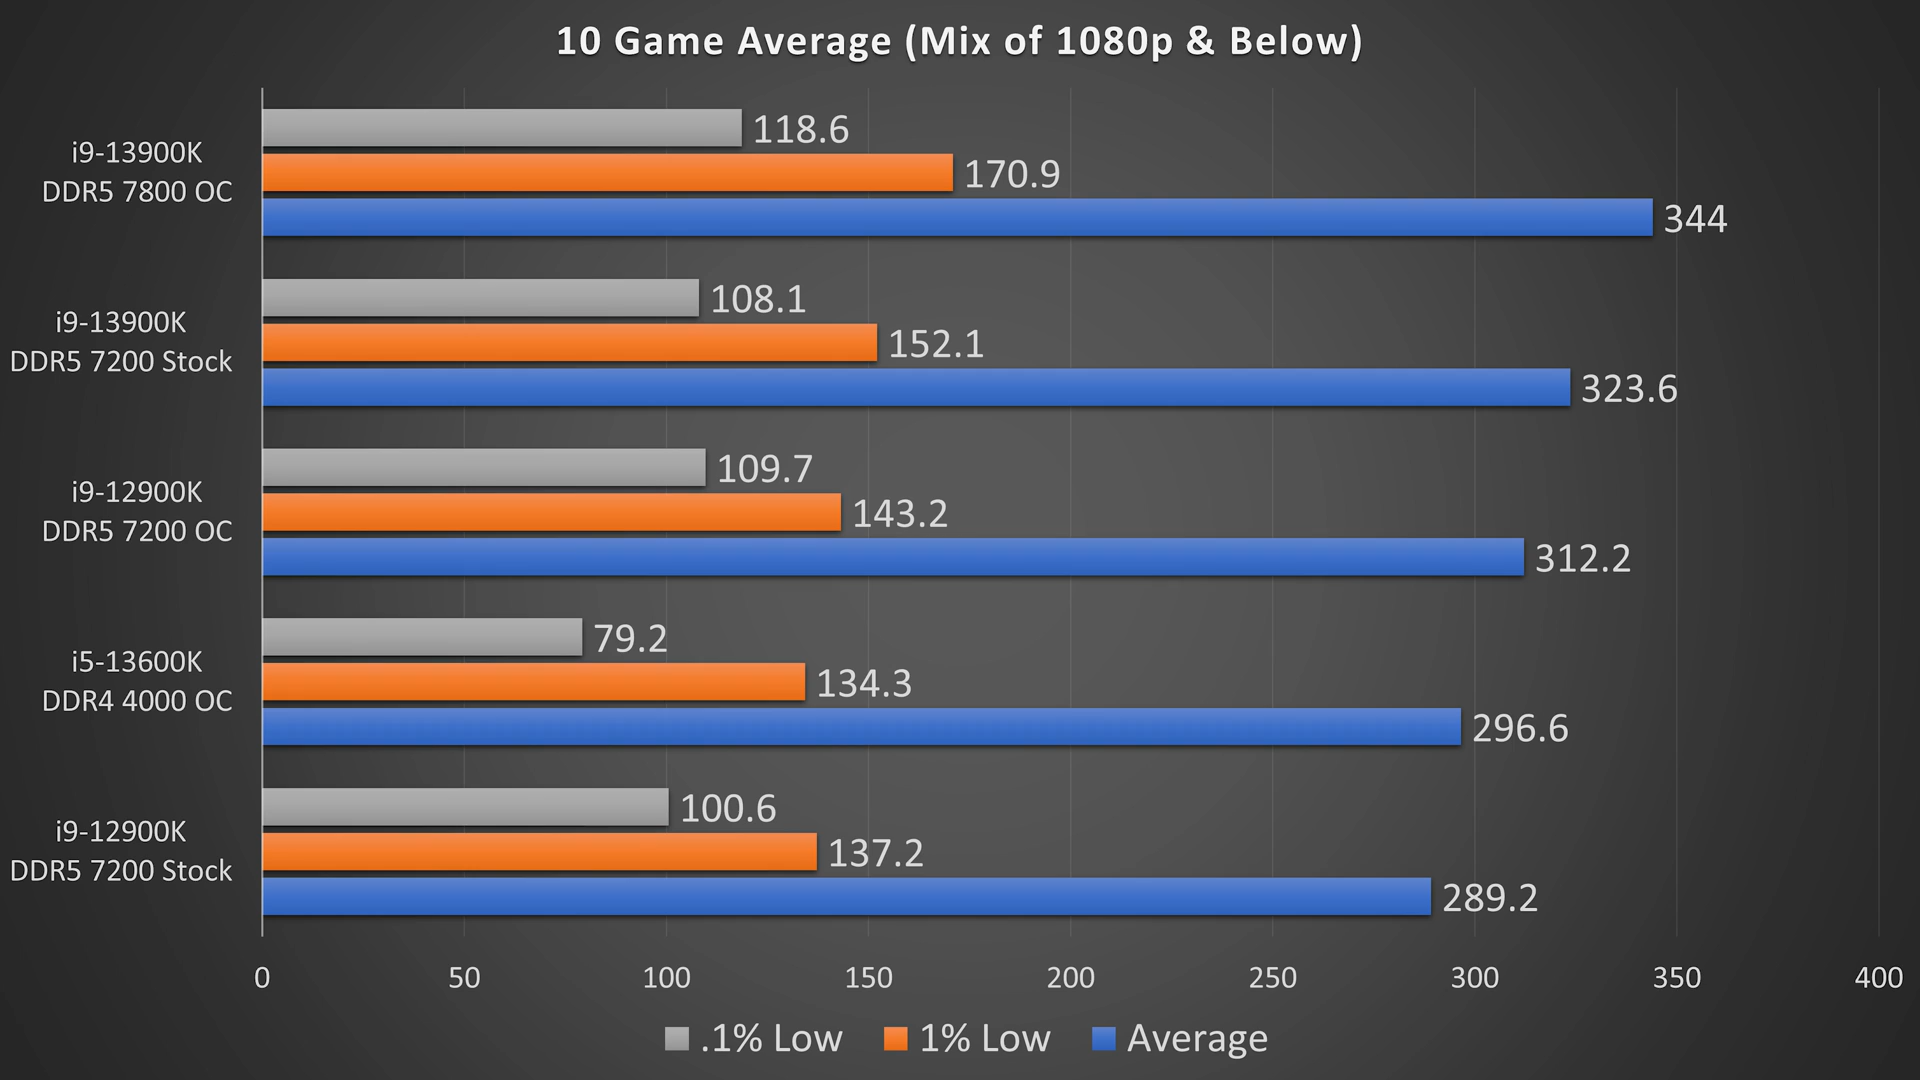 10 Game Average (Mix of 1080p & Below)
i9-13900K
DDR5 7800 OC
118.6
170.9
344
i9-13900K
DDR5 7200 Stock
108.1
152.1
323.6
i9-12900K
DDR5 7200 OC
109.7
143.2
312.2
i5-13600K
DDR4 4000 OC
79.2
134.3
296.6
i9-12900K
DDR5 7200 Stock
100.6
137.2
289.2
0 50 100 150 200 250 300 350 400
.1% Low 1% Low Average